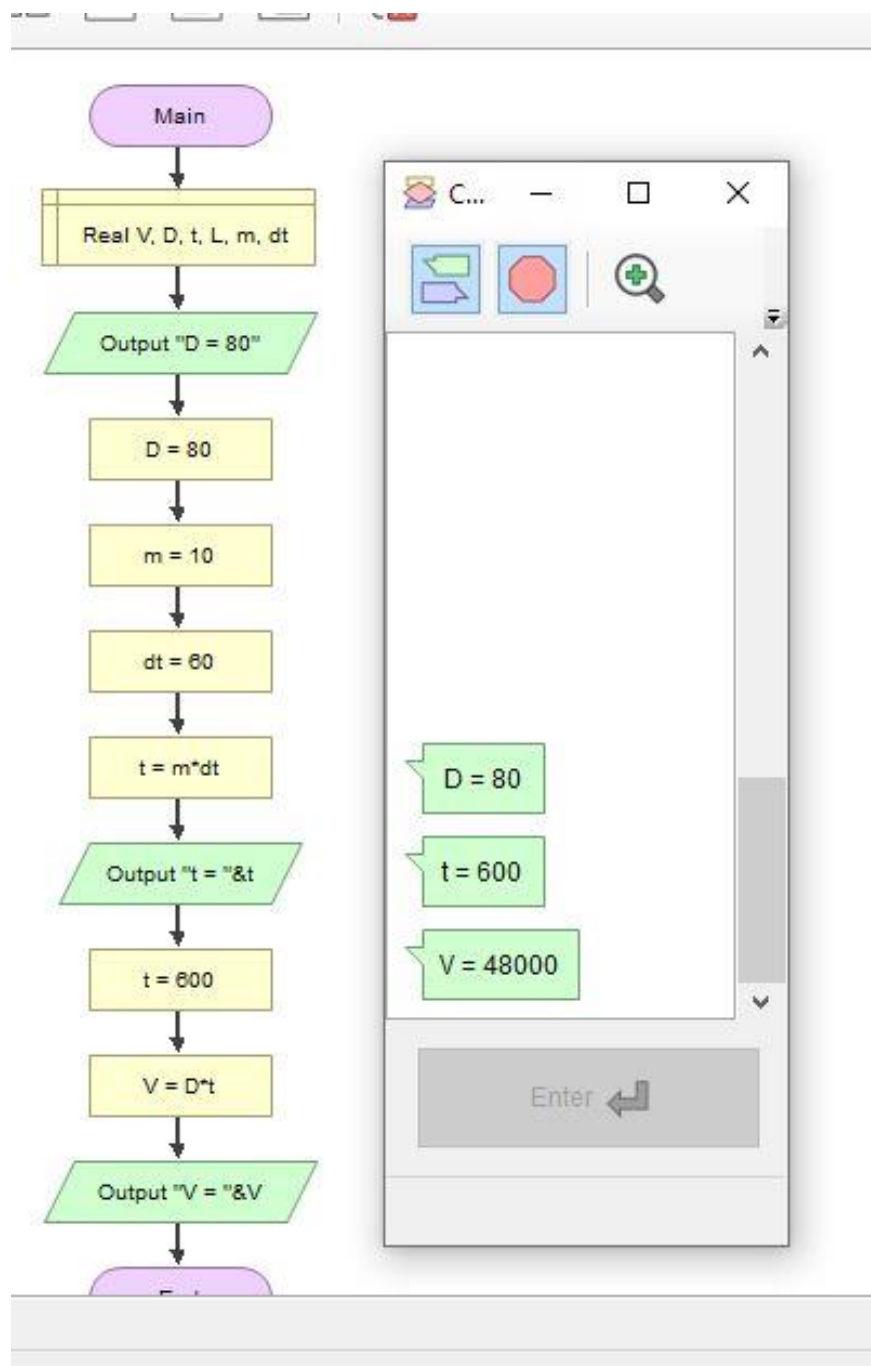 Main
Real V, D, t, L, m, dt
Output "D = 80"
D = 80
m = 10
dt = 60
t = m*dt
Output "t = "&t
t = 600
V = D*t
Output "V = "&V
C...
D = 80
t = 600
V = 48000
Enter